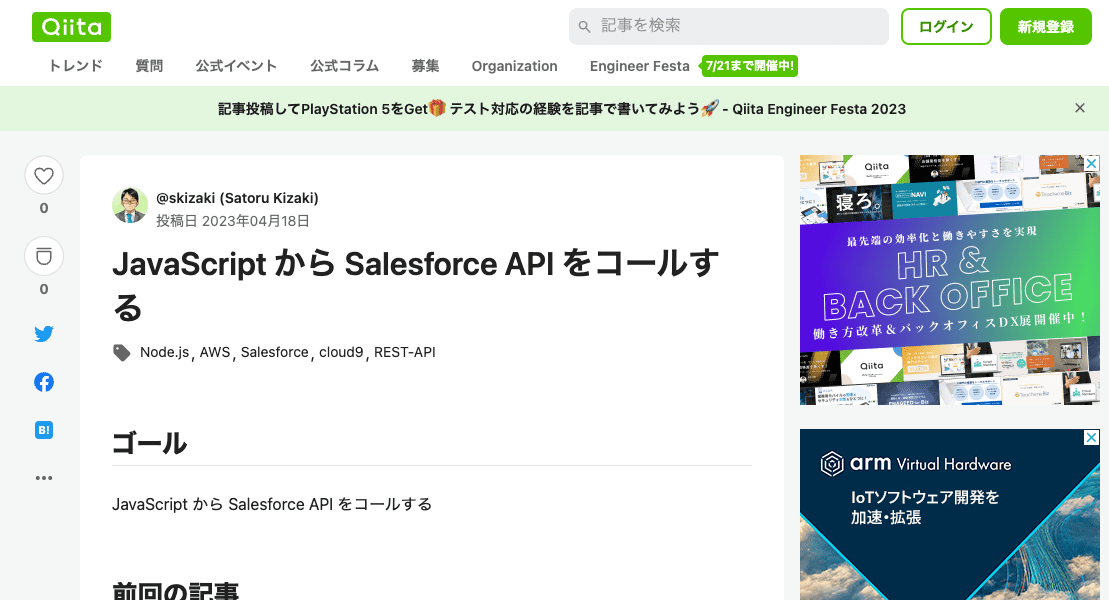 Qiita
記事を検索
ログイン
新規登録
トレンド 質問 公式イベント 公式コラム 募集 Organization Engineer Festa 7/21まで開催中!
記事投稿してPlayStation 5をGet🎁 テスト対応の経験を記事で書いてみよう🚀 - Qiita Engineer Festa 2023
@skizaki (Satoru Kizaki)
投稿日 2023年04月18日
JavaScript から Salesforce API をコールす
る
Node.js, AWS, Salesforce, cloud9, REST-API
0
0
B!
ゴール
JavaScript から Salesforce API をコールする
前回の記事
Qiita
寝ろ。
最先端の効率化と働きやすさを実現
HR &
BACK OFFICE
働き方改革&バックオフィスDX展開催中!
Qiita
arm Virtual Hardware
IoTソフトウェア開発を
加速・拡張